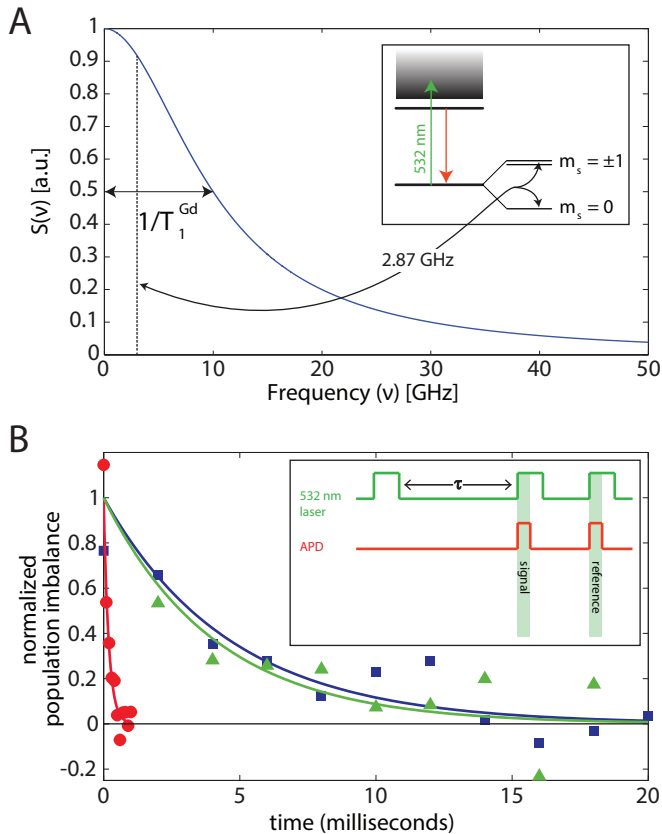 A
S(ν) [a.u.]
1
0.9
0.8
0.7
0.6
0.5
0.4
0.3
0.2
0.1
0
1/T₁ᴳᵈ
532 nm
mₛ = ±1
mₛ = 0
2.87 GHz
0 10 20 30 40 50
Frequency (ν) [GHz]
B
normalized
population imbalance
1
0.8
0.6
0.4
0.2
0
-0.2
532 nm
laser
τ
APD
signal
reference
0 5 10 15 20
time (milliseconds)